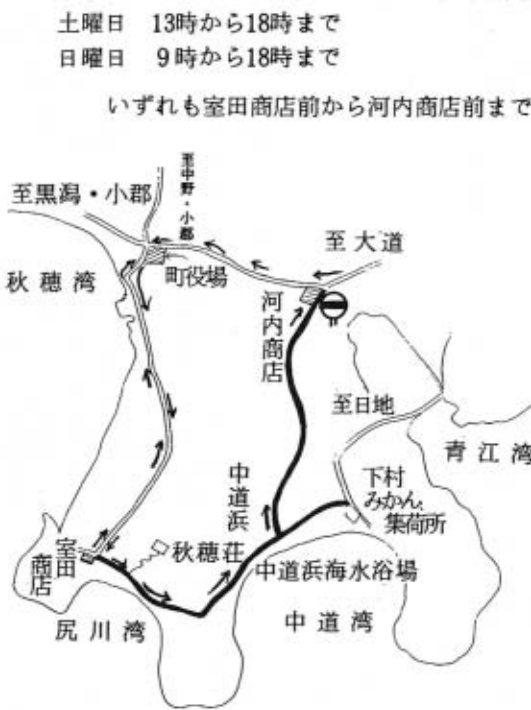 土曜日 13時から18時まで
日曜日 9時から18時まで
いずれも室田商店前から河内商店前まで
至中野・小郡
至黒潟・小郡
至大道
町役場
秋穂湾
河内商店
至日地
青江湾
下村
みかん
集荷所
中道浜
秋穂荘
室田
商店
中道浜海水浴場
尻川湾
中道湾